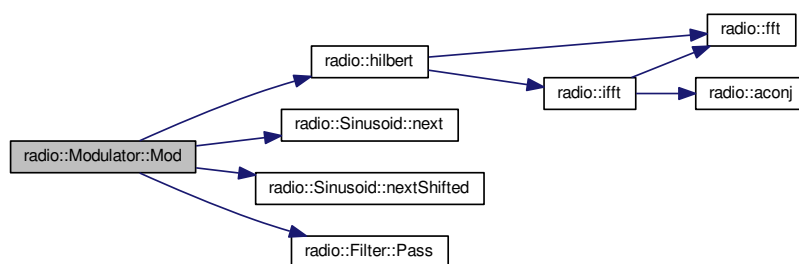 radio::Modulator::Mod
radio::hilbert
radio::Sinusoid::next
radio::Sinusoid::nextShifted
radio::Filter::Pass
radio::ifft
radio::fft
radio::aconj